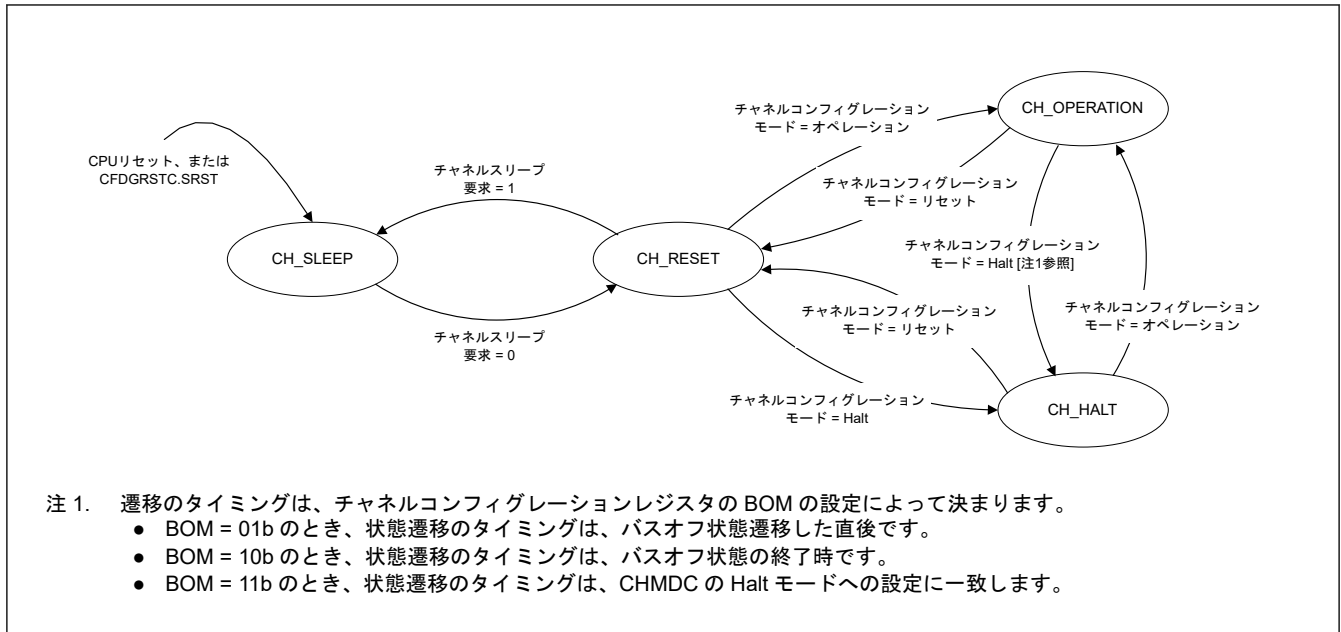 CPUリセット、または
CFDGRSTC.SRST
CH_SLEEP
チャネルスリープ
要求 = 1
チャネルスリープ
要求 = 0
CH_RESET
チャネルコンフィグレーション
モード = オペレーション
CH_OPERATION
チャネルコンフィグレーション
モード = リセット
チャネルコンフィグレーション
モード = Halt [注1参照]
チャネルコンフィグレーション
モード = リセット
チャネルコンフィグレーション
モード = オペレーション
チャネルコンフィグレーション
モード = Halt
CH_HALT
注 1. 遷移のタイミングは、チャネルコンフィグレーションレジスタの BOM の設定によって決まります。
● BOM = 01b のとき、状態遷移のタイミングは、バスオフ状態遷移した直後です。
● BOM = 10b のとき、状態遷移のタイミングは、バスオフ状態の終了時です。
● BOM = 11b のとき、状態遷移のタイミングは、CHMDC の Halt モードへの設定に一致します。